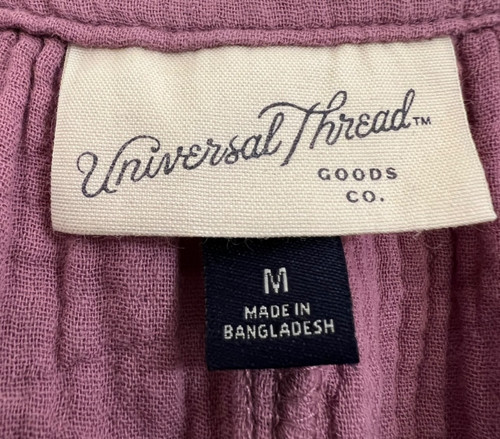 Universal Thread™
GOODS
CO.
M
MADE IN
BANGLADESH